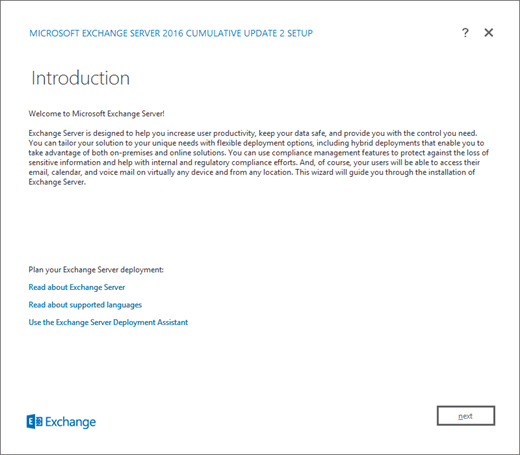 MICROSOFT EXCHANGE SERVER 2016 CUMULATIVE UPDATE 2 SETUP
?
Introduction
Welcome to Microsoft Exchange Server!
Exchange Server is designed to help you increase user productivity, keep your data safe, and provide you with the control you need.
You can tailor your solution to your unique needs with flexible deployment options, including hybrid deployments that enable you to
take advantage of both on-premises and online solutions. You can use compliance management features to protect against the loss of
sensitive information and help with internal and regulatory compliance efforts. And, of course, your users will be able to access their
email, calendar, and voice mail on virtually any device and from any location. This wizard will guide you through the installation of
Exchange Server.
Plan your Exchange Server deployment:
Read about Exchange Server
Read about supported languages
Use the Exchange Server Deployment Assistant
E Exchange
next